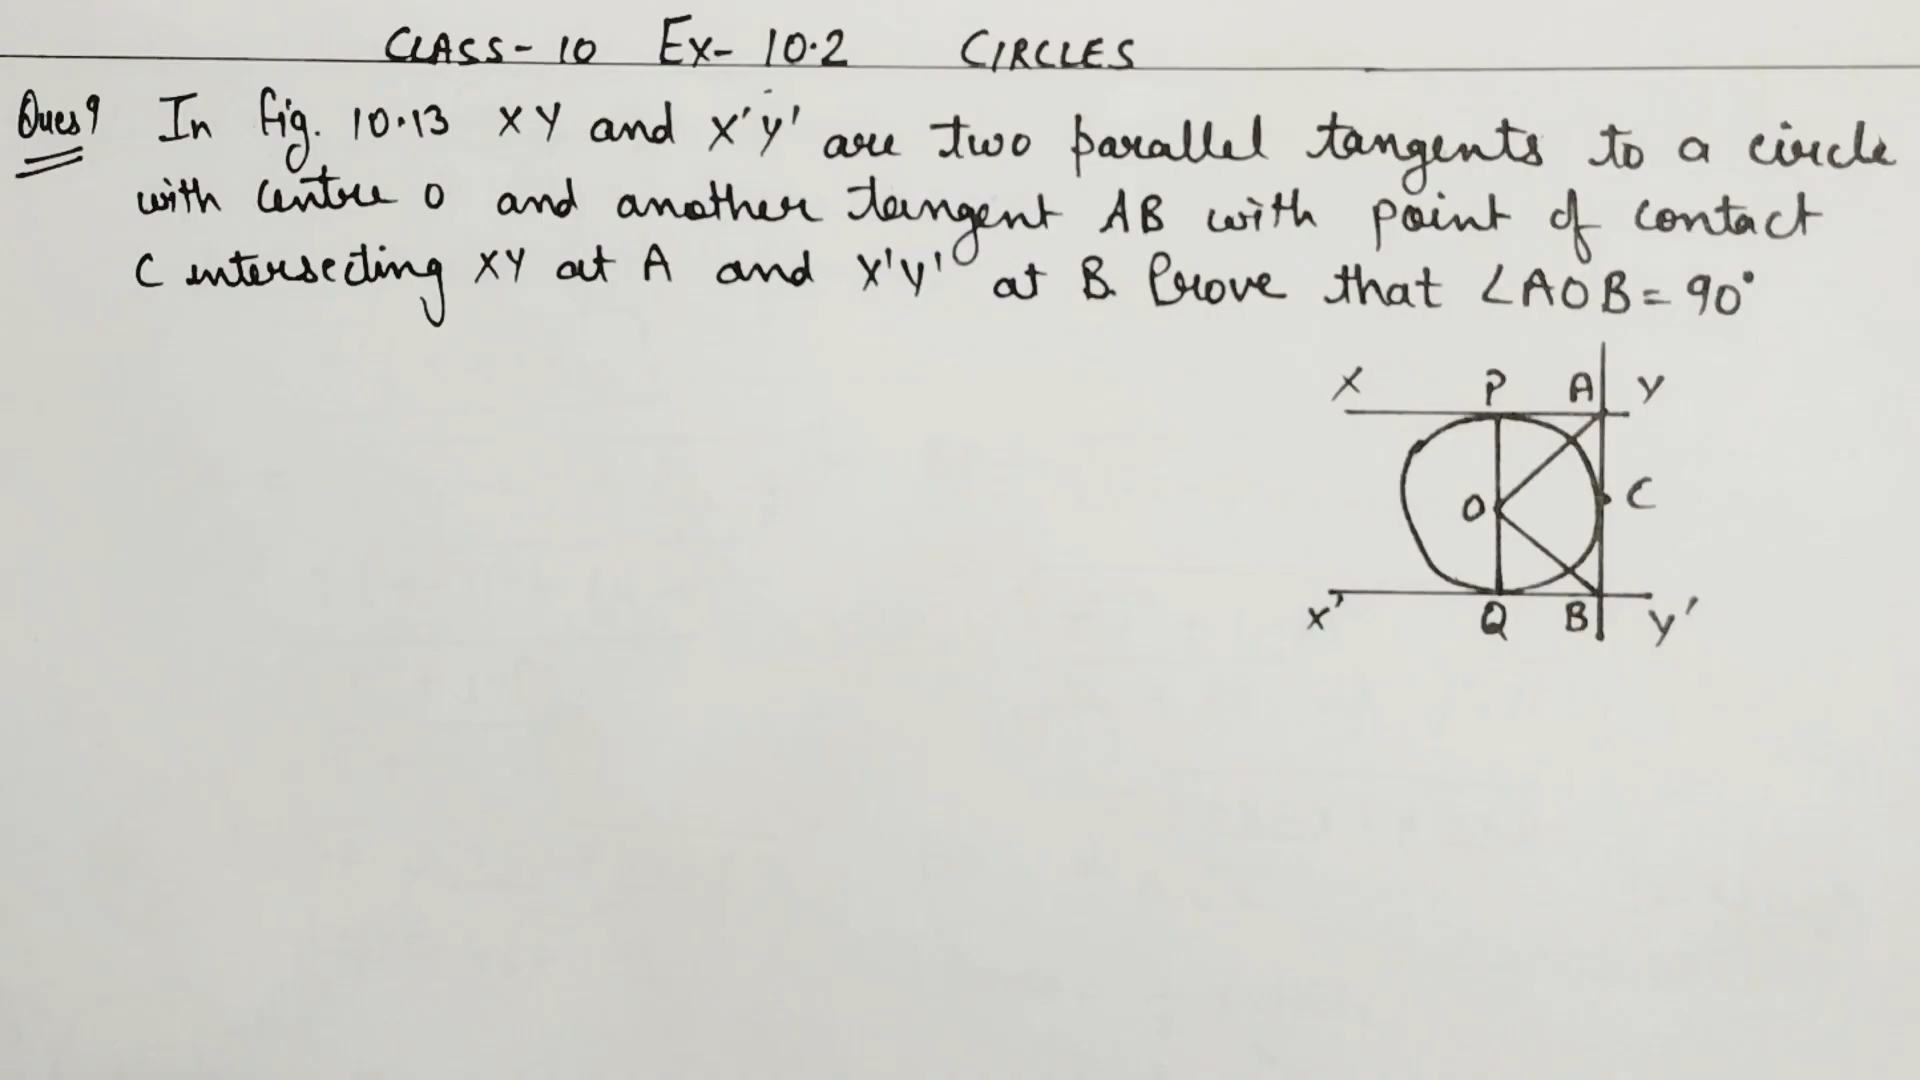 CLASS-10 Ex- 10.2 CIRCLES
Ques 9 In fig. 10.13 XY and X'Y' are two parallel tangents to a circle
with centre O and another tangent AB with point of contact
C intersecting XY at A and X'Y' at B. Prove that ∠AOB = 90°
X P A Y
O C
X' Q B Y'